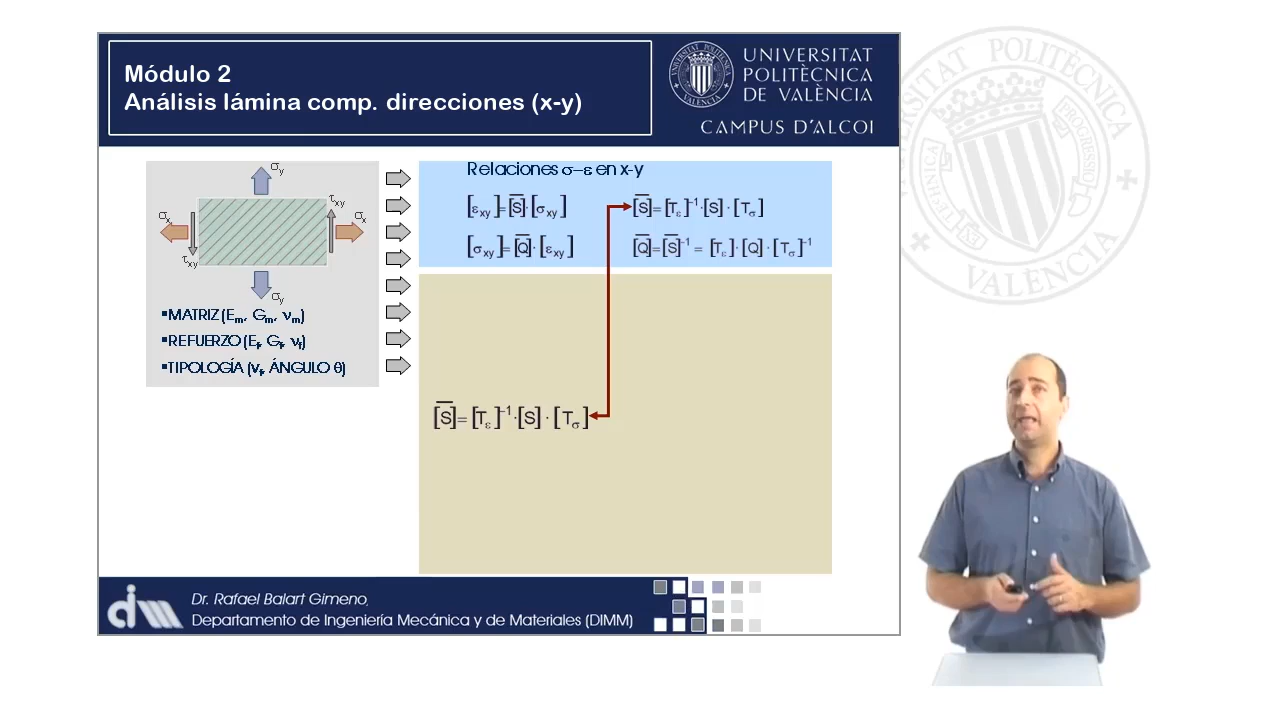 Módulo 2
Análisis lámina comp. direcciones (x-y)
UNIVERSITAT
POLITÈCNICA
DE VALÈNCIA
CAMPUS D'ALCOI
σy
τxy
σx
σx
τxy
σy
▪MATRIZ (Em, Gm, νm)
▪REFUERZO (Ef, Gf, νf)
▪TIPOLOGÍA (vf, ÁNGULO θ)
Relaciones σ–ε en x-y
[εxy]=[S̅]·[σxy]
[S̅]=[Tε]⁻¹·[S]·[Tσ]
[σxy]=[Q̅]·[εxy]
[Q̅]=[S̅]⁻¹ = [Tε]·[Q]·[Tσ]⁻¹
[S̅]=[Tε]⁻¹·[S]·[Tσ]
dim
Dr. Rafael Balart Gimeno,
Departamento de Ingeniería Mecánica y de Materiales (DIMM)